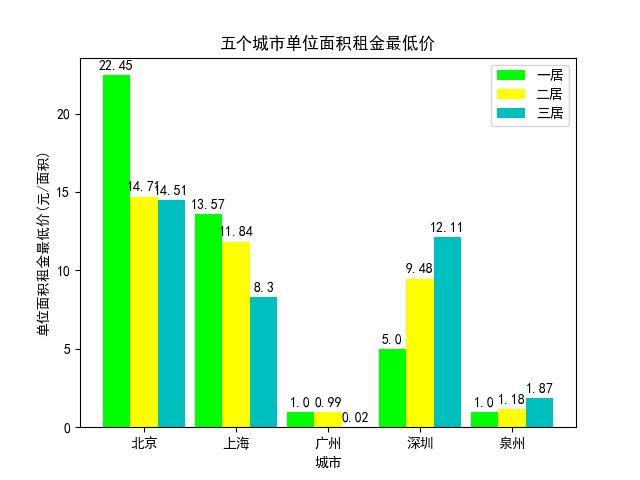 五个城市单位面积租金最低价
一居
二居
三居
单位面积租金最低价(元/面积)
20
15
10
5
0
22.45
14.71
14.51
13.57
11.84
8.3
1.0
0.99
0.02
5.0
9.48
12.11
1.0
1.18
1.87
北京
上海
广州
深圳
泉州
城市